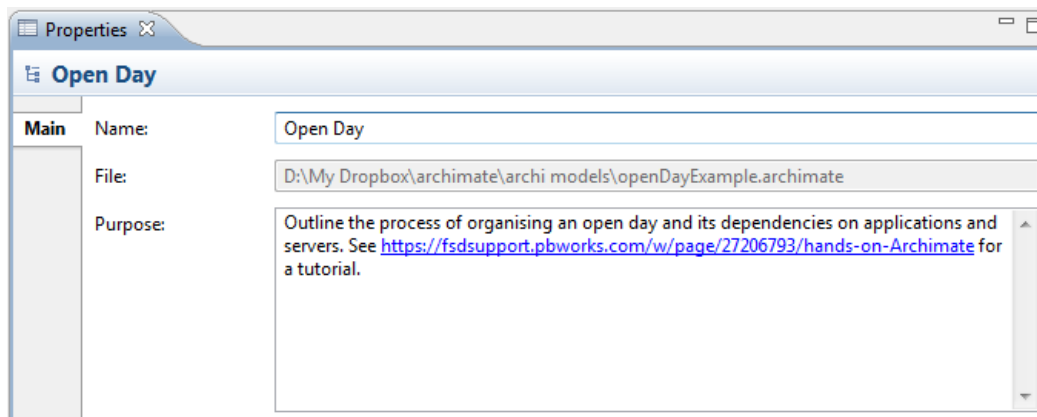 Properties
Open Day
Main
Name:
Open Day
File:
D:\My Dropbox\archimate\archi models\openDayExample.archimate
Purpose:
Outline the process of organising an open day and its dependencies on applications and
servers. See https://fsdsupport.pbworks.com/w/page/27206793/hands-on-Archimate for
a tutorial.